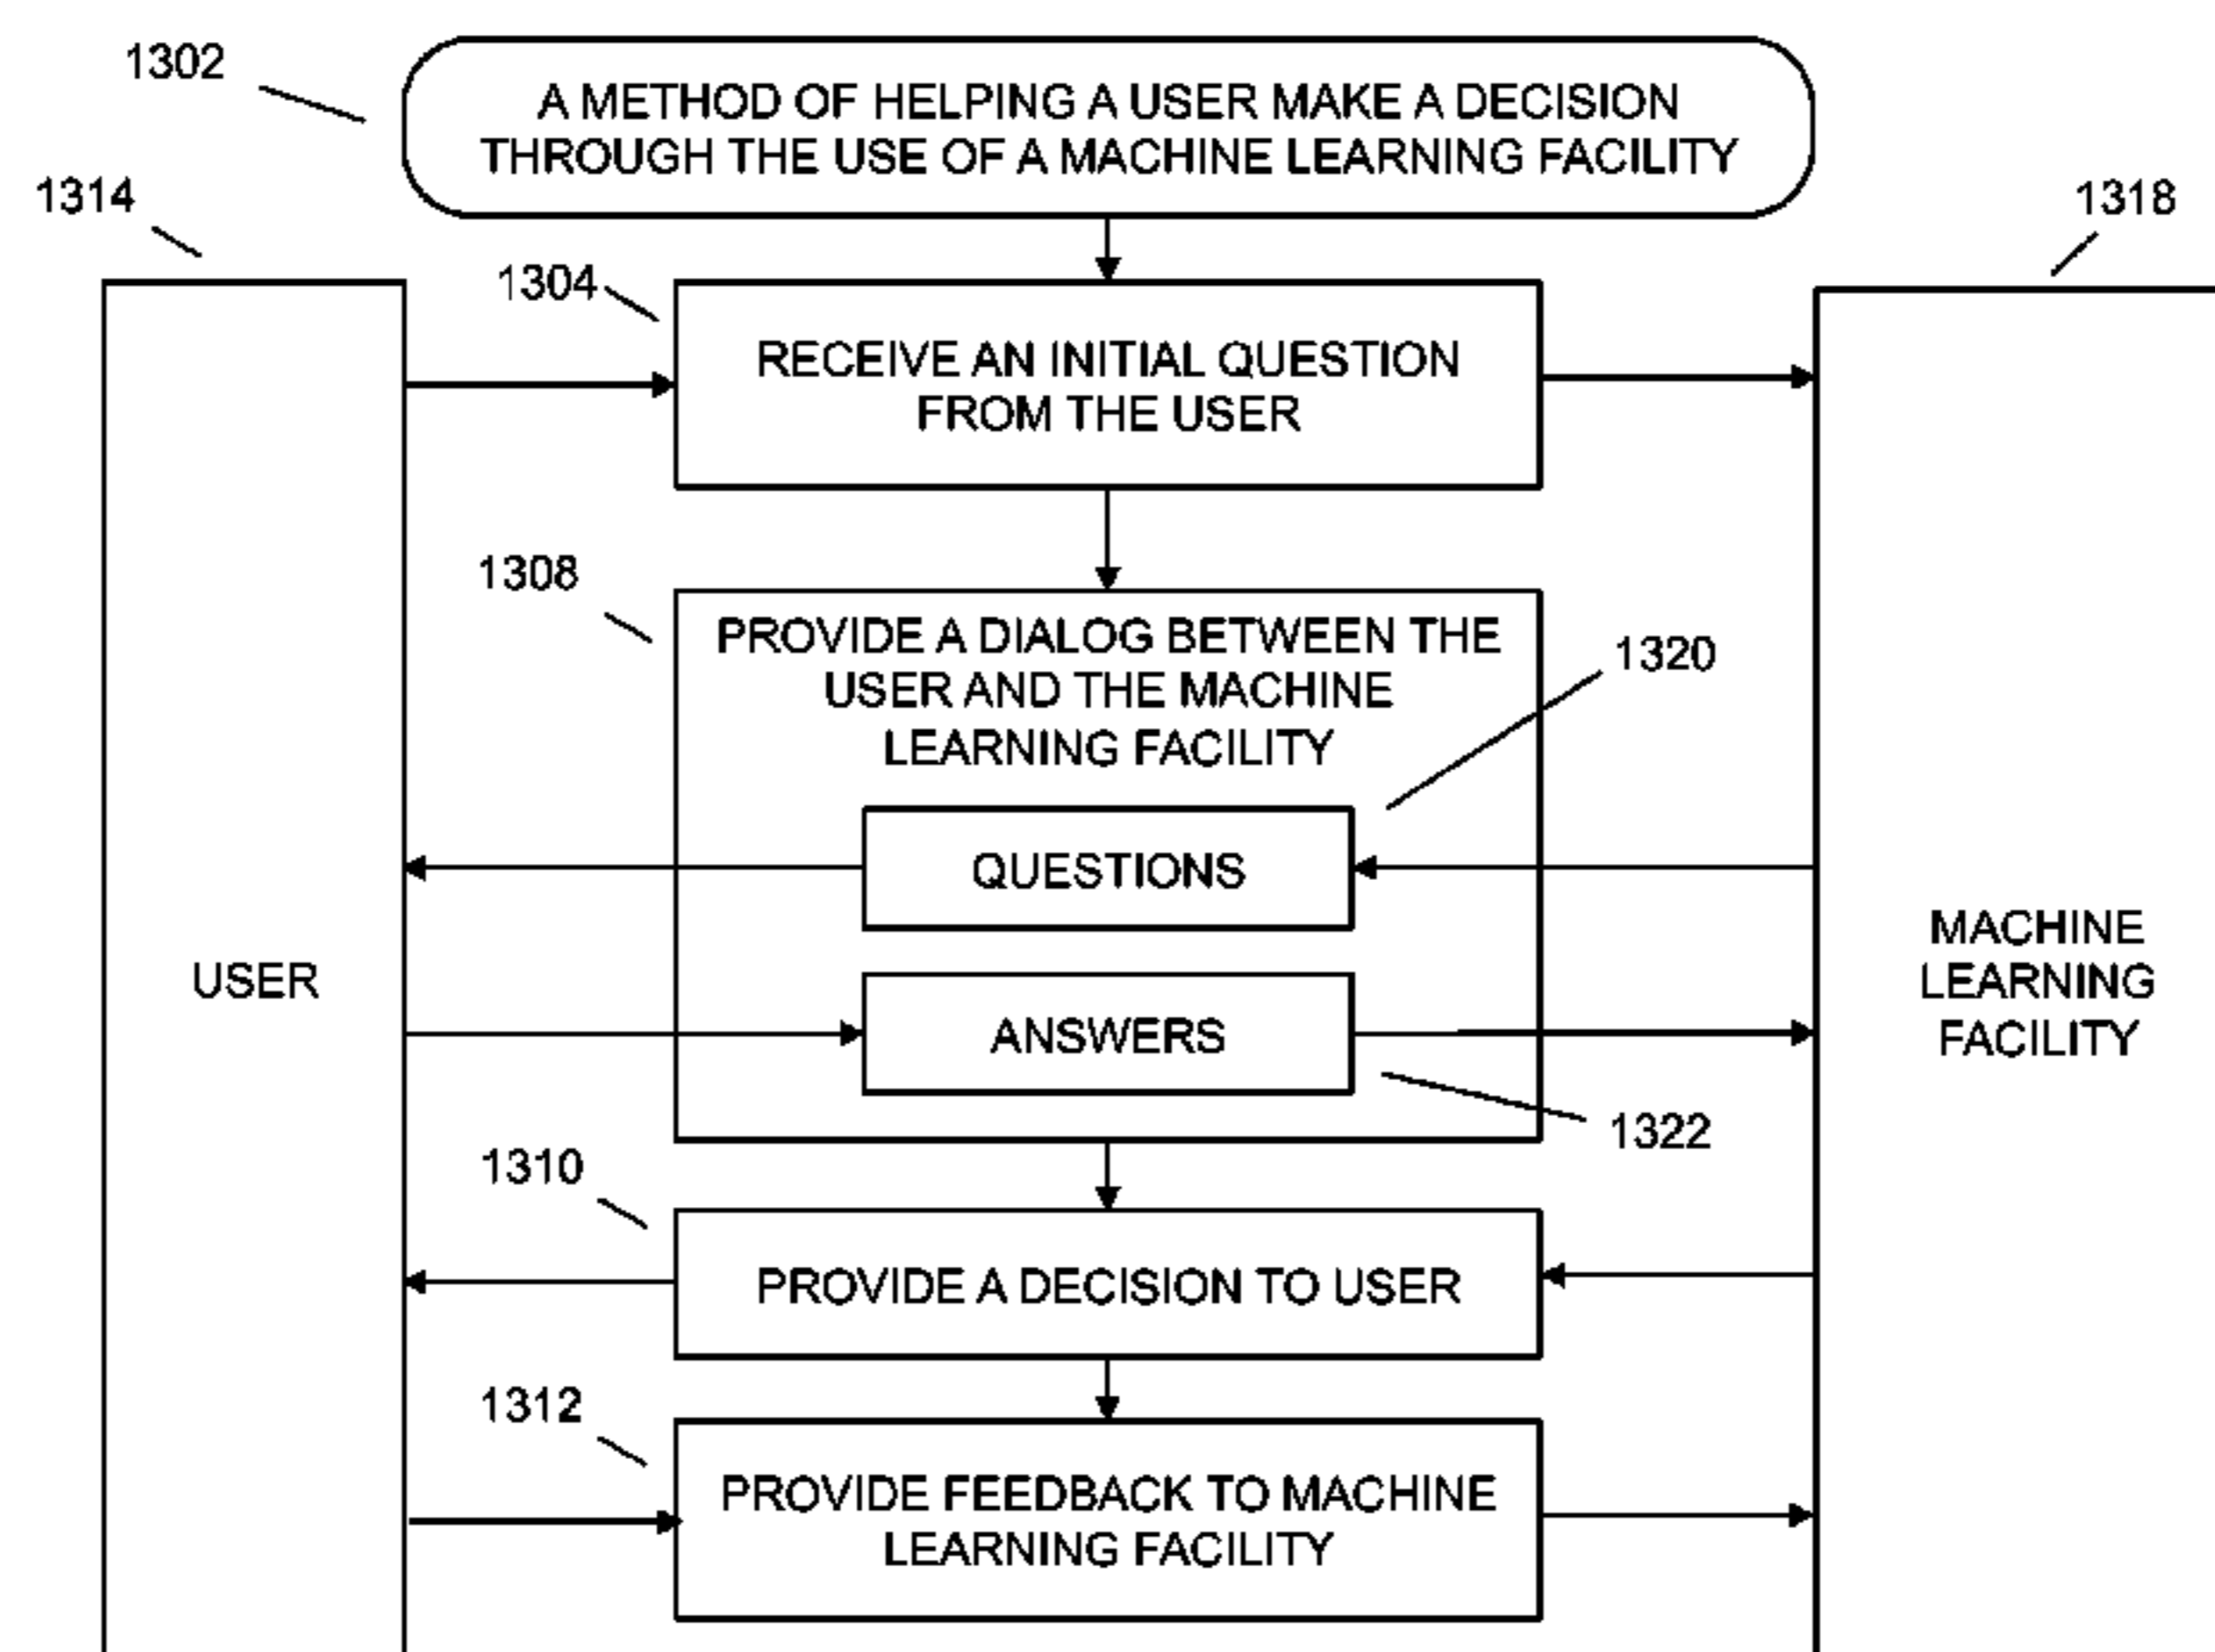 1302
A METHOD OF HELPING A USER MAKE A DECISION
THROUGH THE USE OF A MACHINE LEARNING FACILITY
1314
1318
1304
RECEIVE AN INITIAL QUESTION
FROM THE USER
1308
PROVIDE A DIALOG BETWEEN THE
USER AND THE MACHINE
LEARNING FACILITY
1320
QUESTIONS
USER
ANSWERS
MACHINE
LEARNING
FACILITY
1322
1310
PROVIDE A DECISION TO USER
1312
PROVIDE FEEDBACK TO MACHINE
LEARNING FACILITY